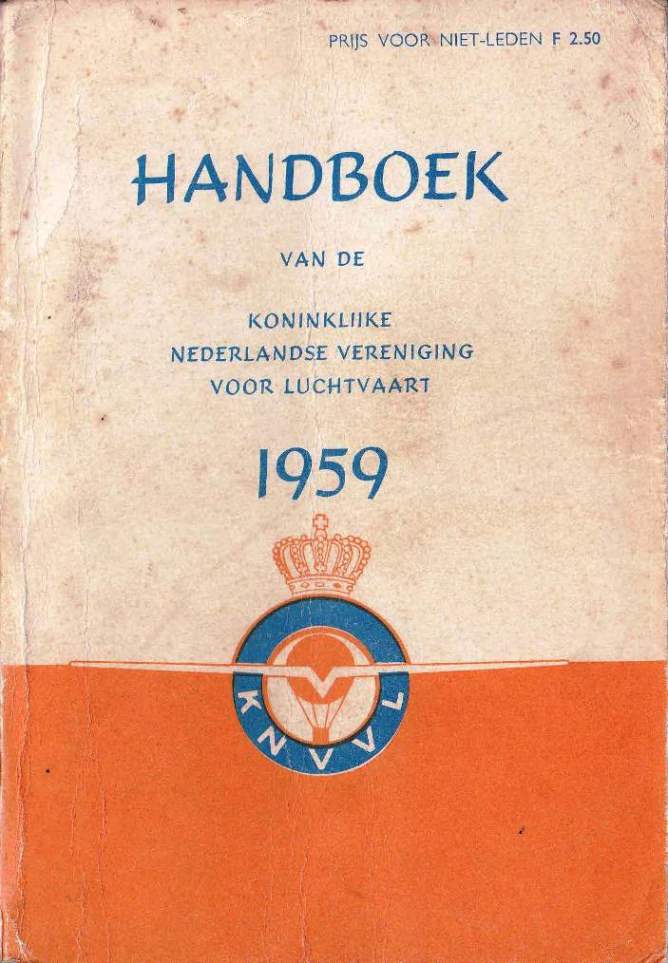 PRIJS VOOR NIET-LEDEN F 2.50
HANDBOEK
VAN DE
KONINKLIJKE
NEDERLANDSE VERENIGING
VOOR LUCHTVAART
1959
KNVVL